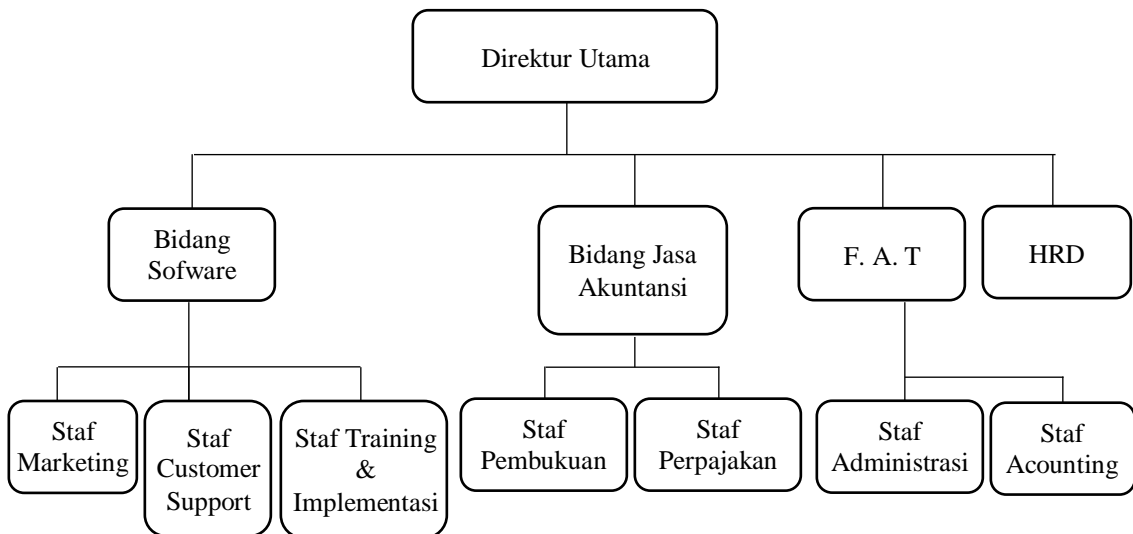 Direktur Utama
Bidang
Sofware
Bidang Jasa
Akuntansi
F. A. T
HRD
Staf
Marketing
Staf
Customer
Support
Staf Training
&
Implementasi
Staf
Pembukuan
Staf
Perpajakan
Staf
Administrasi
Staf
Acounting